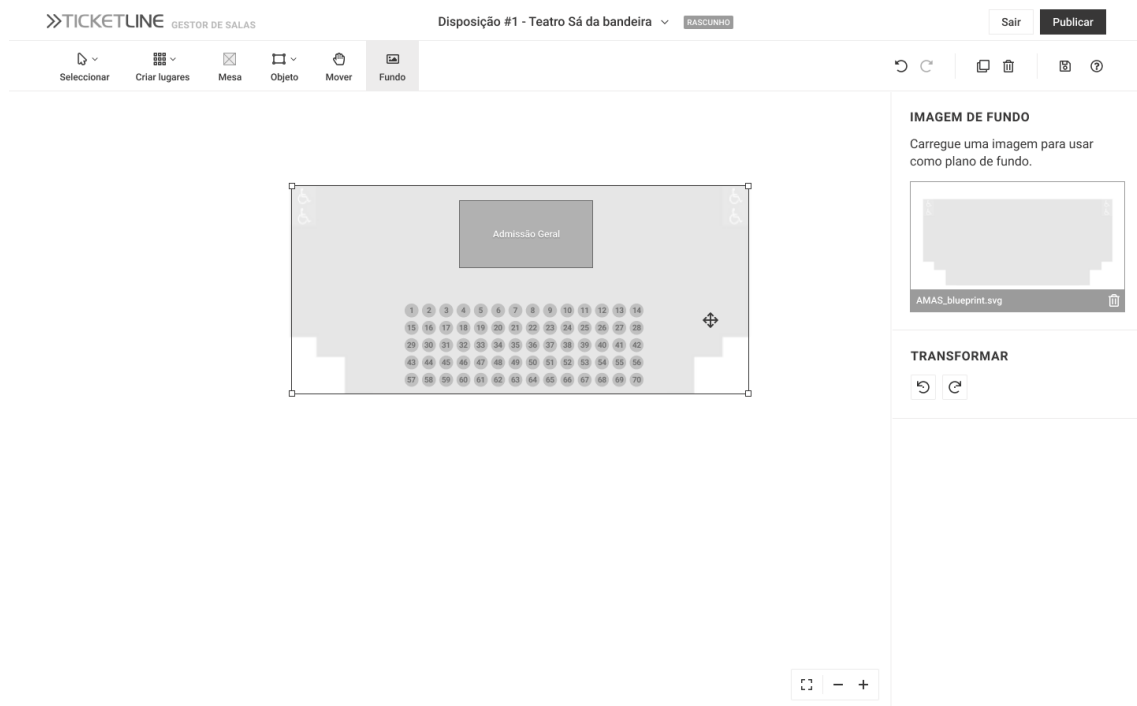 TICKETLINE GESTOR DE SALAS
Disposição #1 - Teatro Sá da bandeira
RASCUNHO
Sair
Publicar
Seleccionar
Criar lugares
Mesa
Objeto
Mover
Fundo
IMAGEM DE FUNDO
Carregue uma imagem para usar
como plano de fundo.
AMAS_blueprint.svg
TRANSFORMAR
Admissão Geral
1 2 3 4 5 6 7 8 9 10 11 12 13 14
15 16 17 18 19 20 21 22 23 24 25 26 27 28
29 30 31 32 33 34 35 36 37 38 39 40 41 42
43 44 45 46 47 48 49 50 51 52 53 54 55 56
57 58 59 60 61 62 63 64 65 66 67 68 69 70